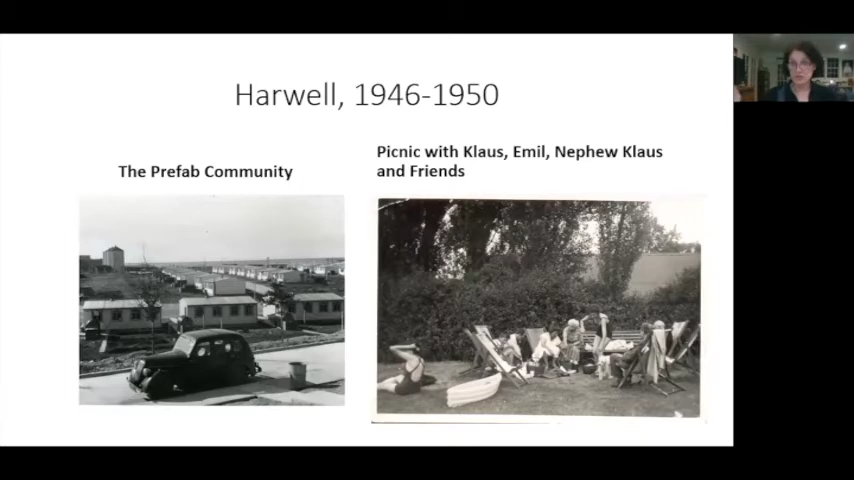 Harwell, 1946-1950
The Prefab Community
Picnic with Klaus, Emil, Nephew Klaus
and Friends